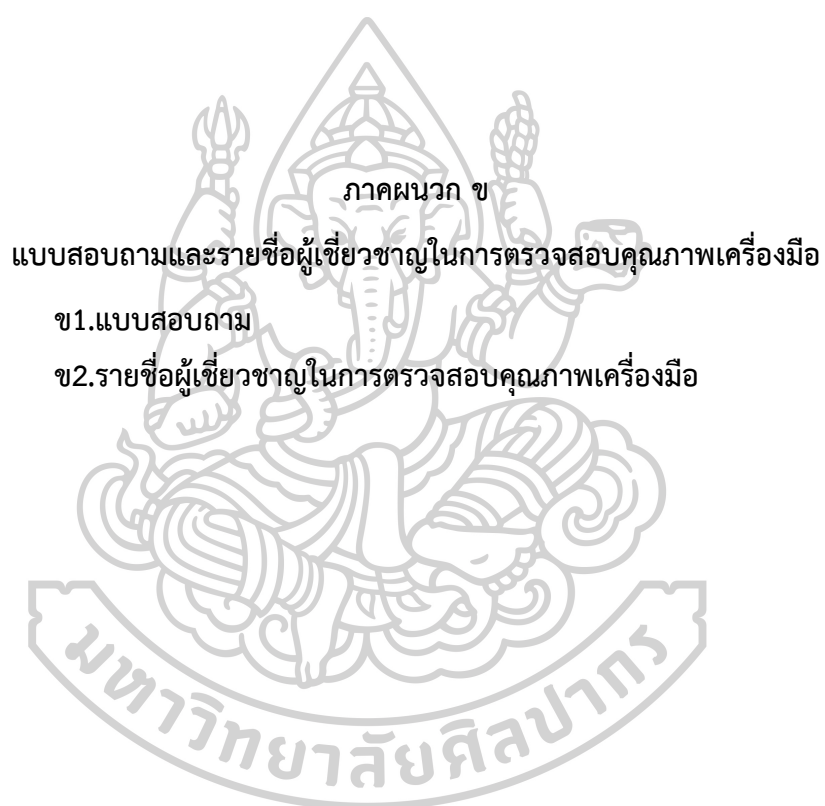 ภาคผนวก ข
แบบสอบถามและรายชื่อผู้เชี่ยวชาญในการตรวจสอบคุณภาพเครื่องมือ
ข1.แบบสอบถาม
ข2.รายชื่อผู้เชี่ยวชาญในการตรวจสอบคุณภาพเครื่องมือ
มหาวิทยาลัยศิลปากร